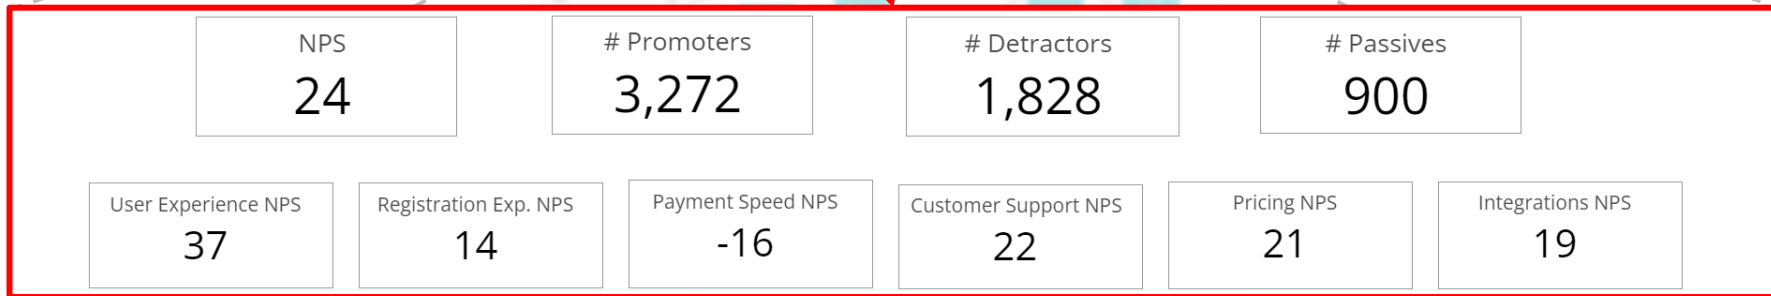 NPS
24
# Promoters
3,272
# Detractors
1,828
# Passives
900
User Experience NPS
37
Registration Exp. NPS
14
Payment Speed NPS
-16
Customer Support NPS
22
Pricing NPS
21
Integrations NPS
19